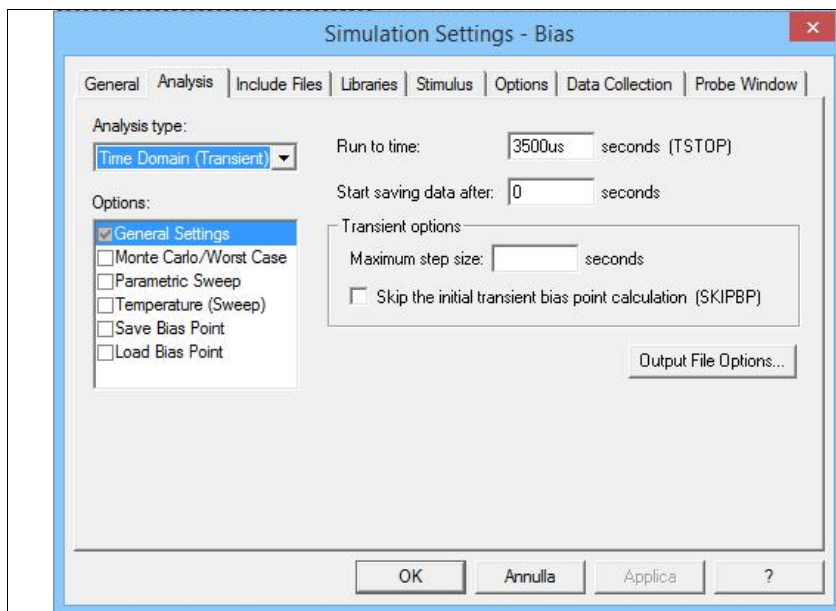 Simulation Settings - Bias
General Analysis Include Files Libraries Stimulus Options Data Collection Probe Window
Analysis type:
Time Domain (Transient)
Options:
General Settings
Monte Carlo/Worst Case
Parametric Sweep
Temperature (Sweep)
Save Bias Point
Load Bias Point
Run to time: 3500us seconds (TSTOP)
Start saving data after: 0 seconds
Transient options
Maximum step size: seconds
Skip the initial transient bias point calculation (SKIPBP)
Output File Options...
OK Annulla Applica ?